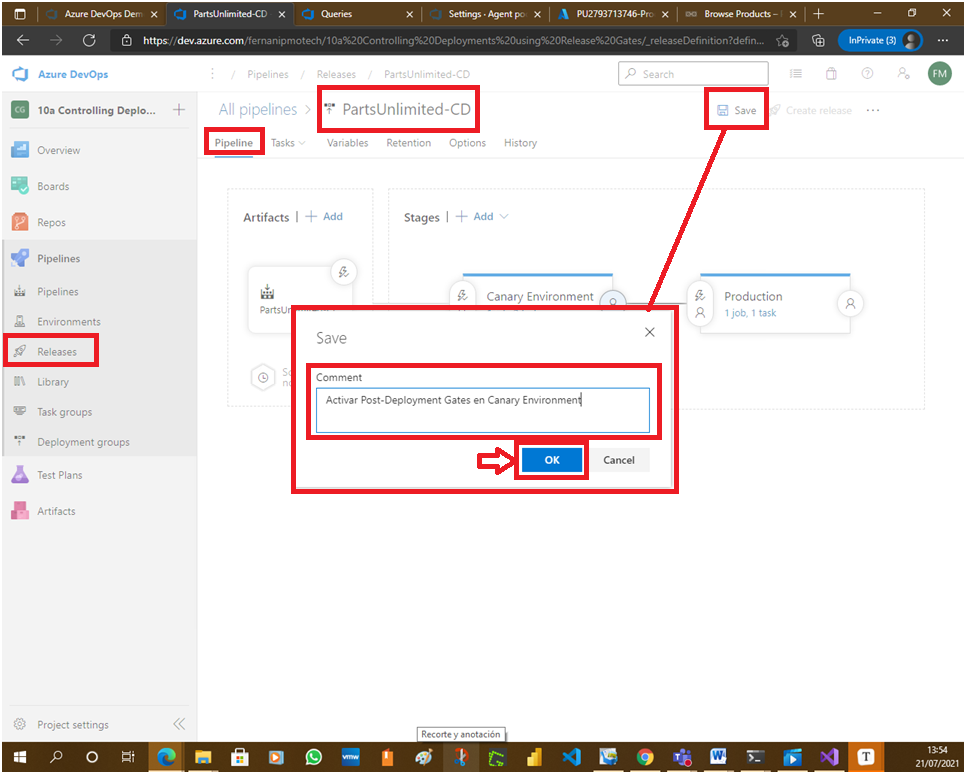 Azure DevOps Dem
PartsUnlimited-CD
Queries
Settings · Agent po
PU2793713746-Pro
Browse Products –
https://dev.azure.com/fernanipmotech/10a%20Controlling%20Deployments%20using%20Release%20Gates/_releaseDefinition?defin...
InPrivate (3)
Azure DevOps
/ Pipelines / Releases / PartsUnlimited-CD
Search
FM
CG
10a Controlling Deplo...
All pipelines > PartsUnlimited-CD
Save
Create release
Pipeline
Tasks
Variables
Retention
Options
History
Overview
Boards
Repos
Pipelines
Pipelines
Environments
Releases
Library
Task groups
Deployment groups
Test Plans
Artifacts
Artifacts | + Add
Stages | + Add
Canary Environment
Production
1 job, 1 task
Save
Comment
Activar Post-Deployment Gates en Canary Environment
OK
Cancel
Project settings
Recorte y anotación
vmw
T
13:54
21/07/2021